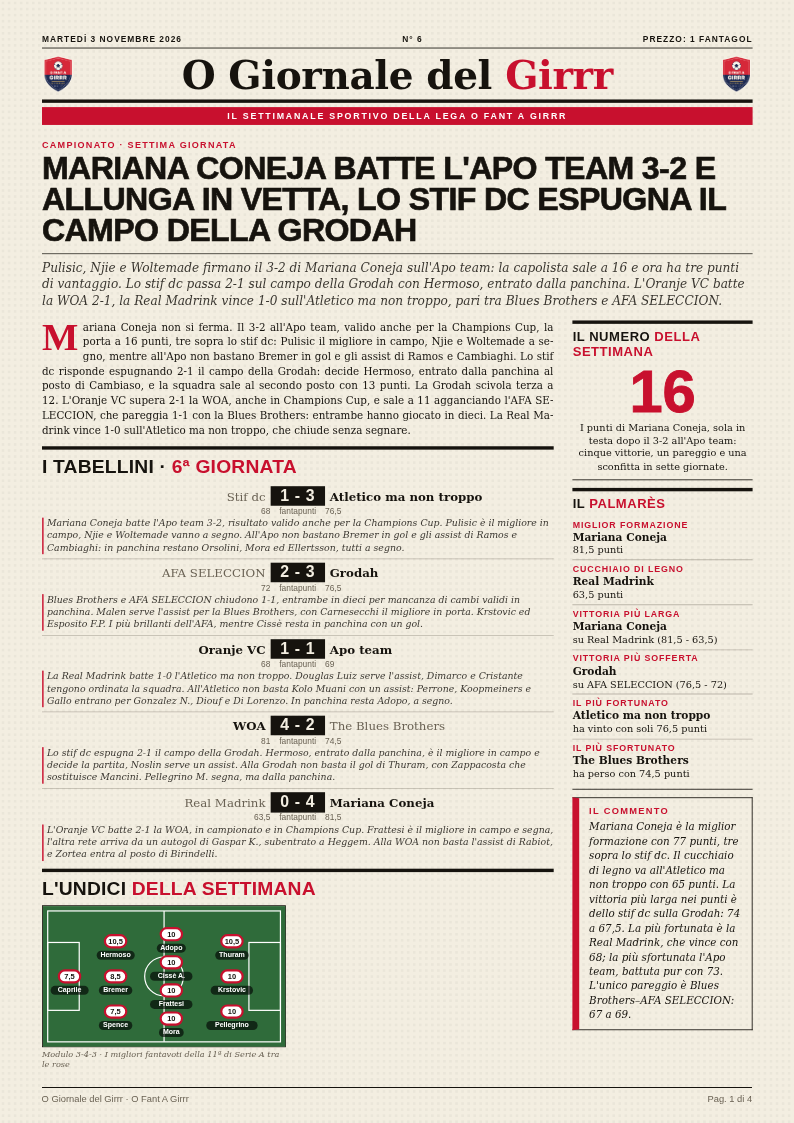 MARTEDÌ 3 NOVEMBRE 2026
N° 6
PREZZO: 1 FANTAGOL
O Giornale del Girrr
IL SETTIMANALE SPORTIVO DELLA LEGA O FANT A GIRRR
CAMPIONATO · SETTIMA GIORNATA
MARIANA CONEJA BATTE L'APO TEAM 3-2 E
ALLUNGA IN VETTA, LO STIF DC ESPUGNA IL
CAMPO DELLA GRODAH
Pulisic, Njie e Woltemade firmano il 3-2 di Mariana Coneja sull'Apo team: la capolista sale a 16 e ora ha tre punti
di vantaggio. Lo stif dc passa 2-1 sul campo della Grodah con Hermoso, entrato dalla panchina. L'Oranje VC batte
la WOA 2-1, la Real Madrink vince 1-0 sull'Atletico ma non troppo, pari tra Blues Brothers e AFA SELECCION.
Mariana Coneja non si ferma. Il 3-2 all'Apo team, valido anche per la Champions Cup, la
porta a 16 punti, tre sopra lo stif dc: Pulisic il migliore in campo, Njie e Woltemade a se-
gno, mentre all'Apo non bastano Bremer in gol e gli assist di Ramos e Cambiaghi. Lo stif
dc risponde espugnando 2-1 il campo della Grodah: decide Hermoso, entrato dalla panchina al
posto di Cambiaso, e la squadra sale al secondo posto con 13 punti. La Grodah scivola terza a
12. L'Oranje VC supera 2-1 la WOA, anche in Champions Cup, e sale a 11 agganciando l'AFA SE-
LECCION, che pareggia 1-1 con la Blues Brothers: entrambe hanno giocato in dieci. La Real Ma-
drink vince 1-0 sull'Atletico ma non troppo, che chiude senza segnare.
I TABELLINI · 6ª GIORNATA
Stif dc 1 - 3 Atletico ma non troppo
68 fantapunti 76,5
Mariana Coneja batte l'Apo team 3-2, risultato valido anche per la Champions Cup. Pulisic è il migliore in
campo, Njie e Woltemade vanno a segno. All'Apo non bastano Bremer in gol e gli assist di Ramos e
Cambiaghi: in panchina restano Orsolini, Mora ed Ellertsson, tutti a segno.
AFA SELECCION 2 - 3 Grodah
72 fantapunti 76,5
Blues Brothers e AFA SELECCION chiudono 1-1, entrambe in dieci per mancanza di cambi validi in
panchina. Malen serve l'assist per la Blues Brothers, con Carnesecchi il migliore in porta. Krstovic ed
Esposito F.P. I più brillanti dell'AFA, mentre Cissè resta in panchina con un gol.
Oranje VC 1 - 1 Apo team
68 fantapunti 69
La Real Madrink batte 1-0 l'Atletico ma non troppo. Douglas Luiz serve l'assist, Dimarco e Cristante
tengono ordinata la squadra. All'Atletico non basta Kolo Muani con un assist: Perrone, Koopmeiners e
Gallo entrano per Gonzalez N., Diouf e Di Lorenzo. In panchina resta Adopo, a segno.
WOA 4 - 2 The Blues Brothers
81 fantapunti 74,5
Lo stif dc espugna 2-1 il campo della Grodah. Hermoso, entrato dalla panchina, è il migliore in campo e
decide la partita, Noslin serve un assist. Alla Grodah non basta il gol di Thuram, con Zappacosta che
sostituisce Mancini. Pellegrino M. segna, ma dalla panchina.
Real Madrink 0 - 4 Mariana Coneja
63,5 fantapunti 81,5
L'Oranje VC batte 2-1 la WOA, in campionato e in Champions Cup. Frattesi è il migliore in campo e segna,
l'altra rete arriva da un autogol di Gaspar K., subentrato a Heggem. Alla WOA non basta l'assist di Rabiot,
e Zortea entra al posto di Birindelli.
L'UNDICI DELLA SETTIMANA
7,5
Caprile
10,5
Hermoso
8,5
Bremer
7,5
Spence
10
Adopo
10
Cissè A.
10
Frattesi
10
Mora
10,5
Thuram
10
Krstovic
10
Pellegrino
Modulo 3-4-3 · I migliori fantavoti della 11ª di Serie A tra
le rose
IL NUMERO DELLA
SETTIMANA
16
I punti di Mariana Coneja, sola in
testa dopo il 3-2 all'Apo team:
cinque vittorie, un pareggio e una
sconfitta in sette giornate.
IL PALMARÈS
MIGLIOR FORMAZIONE
Mariana Coneja
81,5 punti
CUCCHIAIO DI LEGNO
Real Madrink
63,5 punti
VITTORIA PIÙ LARGA
Mariana Coneja
su Real Madrink (81,5 - 63,5)
VITTORIA PIÙ SOFFERTA
Grodah
su AFA SELECCION (76,5 - 72)
IL PIÙ FORTUNATO
Atletico ma non troppo
ha vinto con soli 76,5 punti
IL PIÙ SFORTUNATO
The Blues Brothers
ha perso con 74,5 punti
IL COMMENTO
Mariana Coneja è la miglior
formazione con 77 punti, tre
sopra lo stif dc. Il cucchiaio
di legno va all'Atletico ma
non troppo con 65 punti. La
vittoria più larga nei punti è
dello stif dc sulla Grodah: 74
a 67,5. La più fortunata è la
Real Madrink, che vince con
68; la più sfortunata l'Apo
team, battuta pur con 73.
L'unico pareggio è Blues
Brothers–AFA SELECCION:
67 a 69.
O Giornale del Girrr · O Fant A Girrr
Pag. 1 di 4